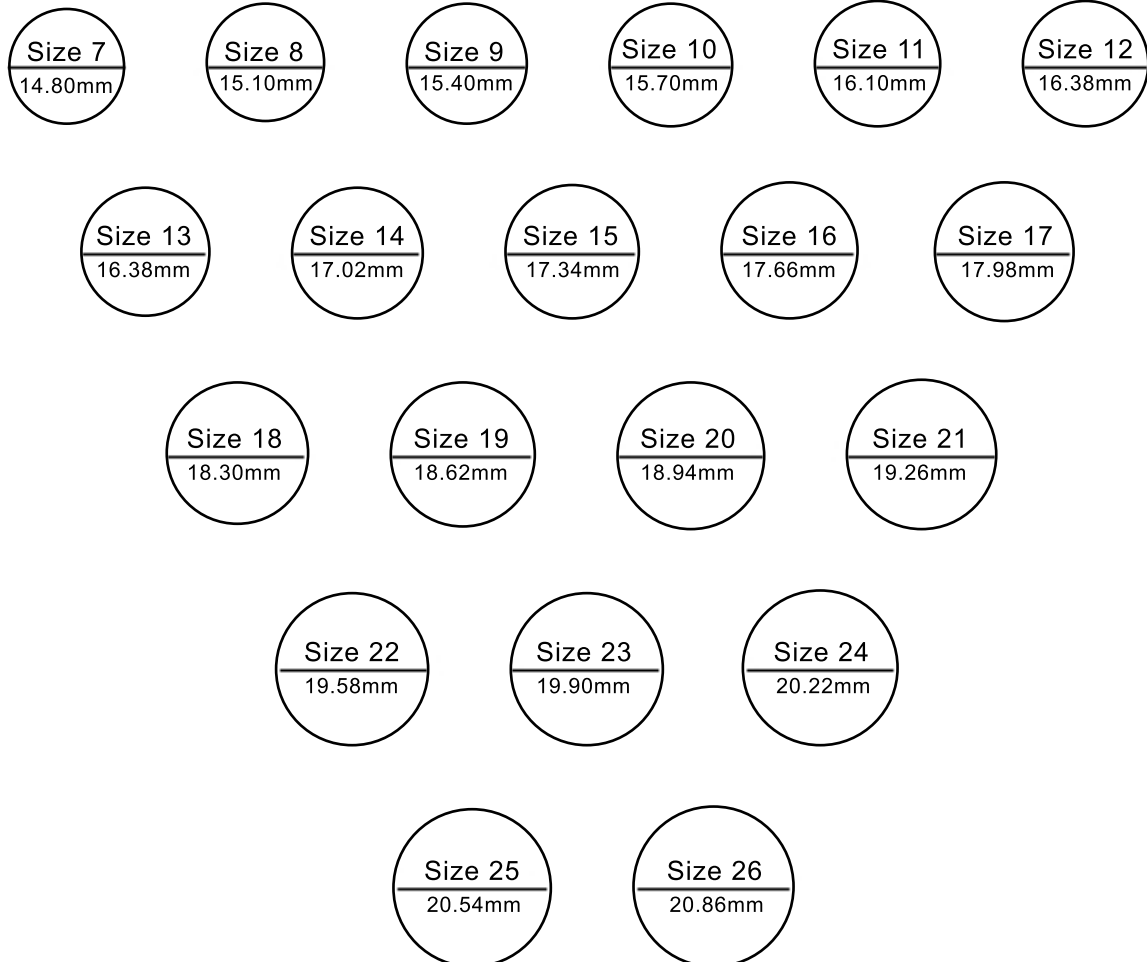 Size 7
14.80mm
Size 8
15.10mm
Size 9
15.40mm
Size 10
15.70mm
Size 11
16.10mm
Size 12
16.38mm
Size 13
16.38mm
Size 14
17.02mm
Size 15
17.34mm
Size 16
17.66mm
Size 17
17.98mm
Size 18
18.30mm
Size 19
18.62mm
Size 20
18.94mm
Size 21
19.26mm
Size 22
19.58mm
Size 23
19.90mm
Size 24
20.22mm
Size 25
20.54mm
Size 26
20.86mm